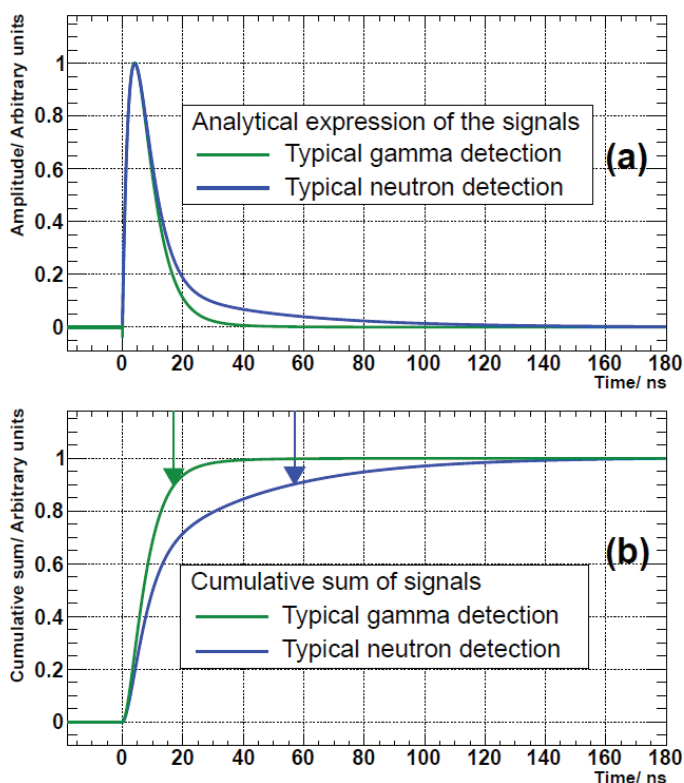 Amplitude/ Arbitrary units
1
0.8
0.6
0.4
0.2
0
Analytical expression of the signals
Typical gamma detection
Typical neutron detection
(a)
0 20 40 60 80 100 120 140 160 180
Time/ ns
Cumulative sum/ Arbitrary units
1
0.8
0.6
0.4
0.2
0
(b)
Cumulative sum of signals
Typical gamma detection
Typical neutron detection
0 20 40 60 80 100 120 140 160 180
Time/ ns